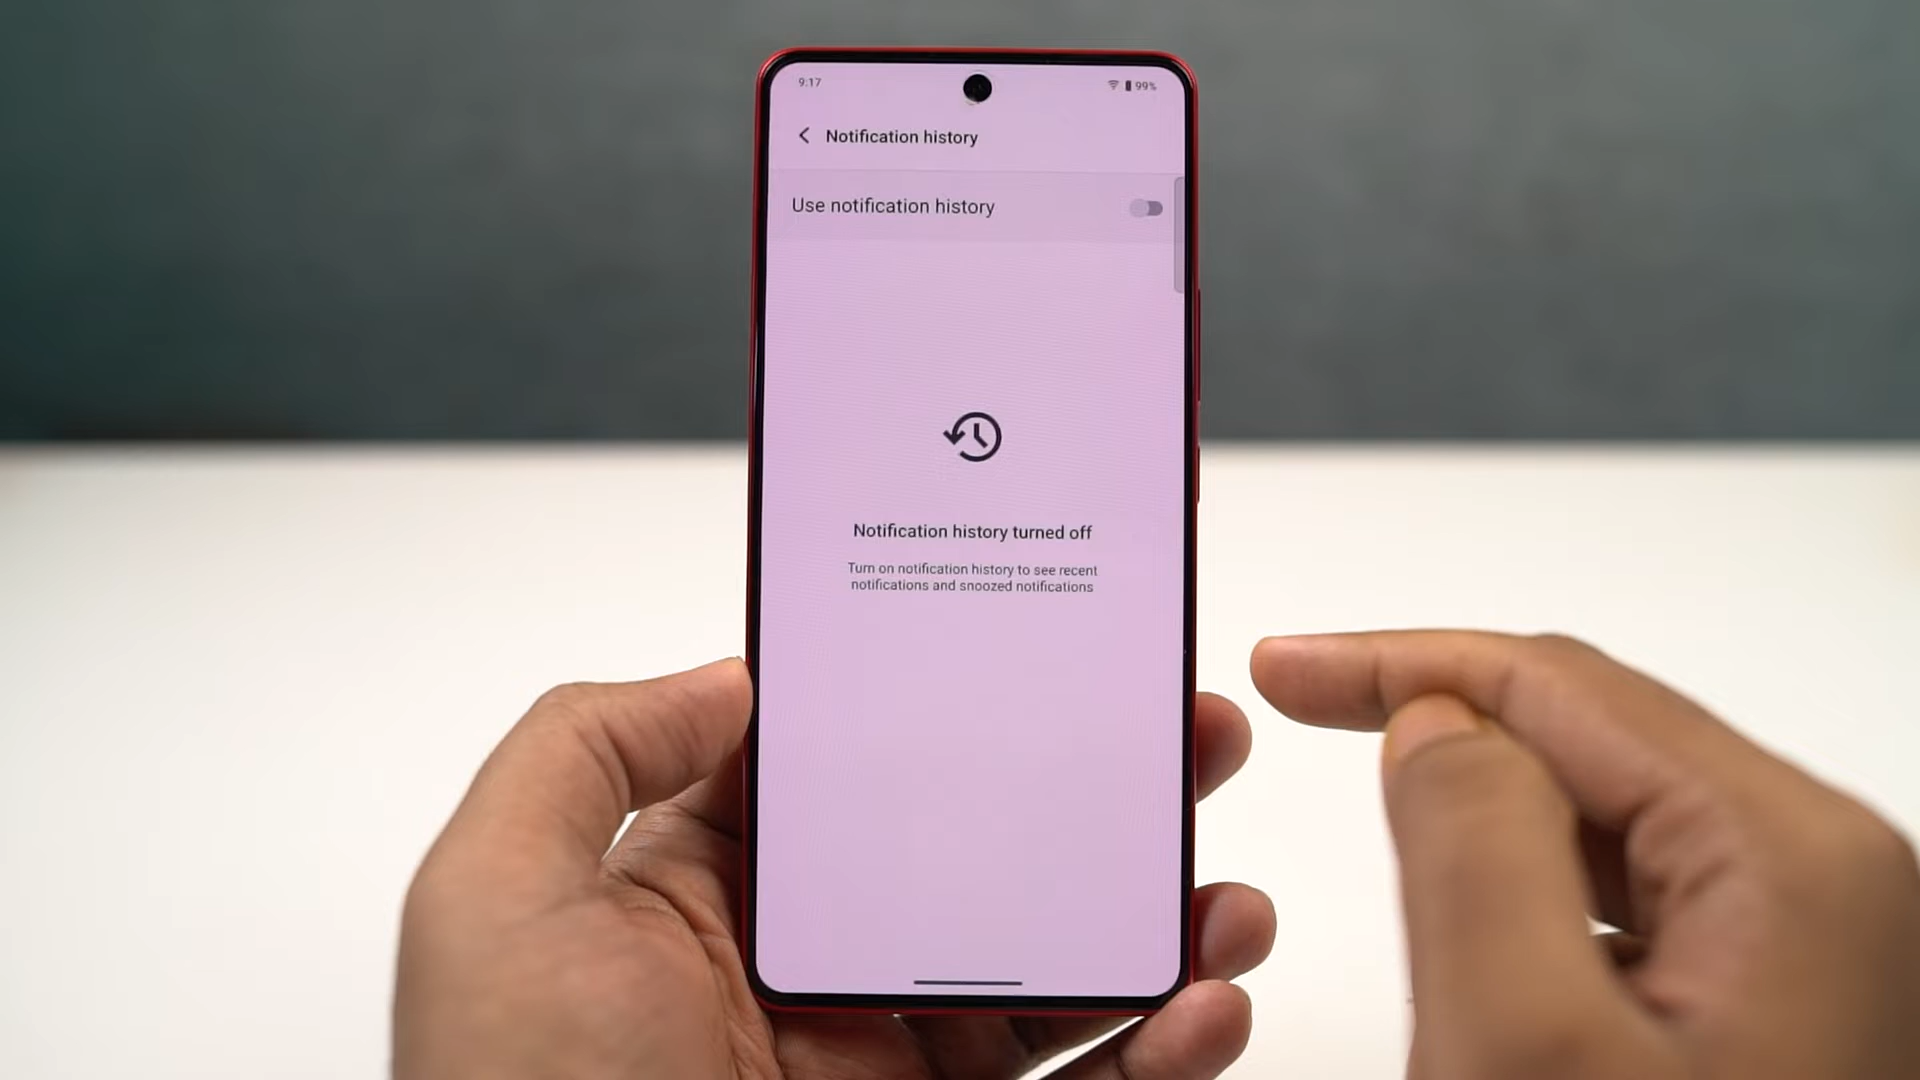 9:17
99%
Notification history
Use notification history
Notification history turned off
Turn on notification history to see recent
notifications and snoozed notifications